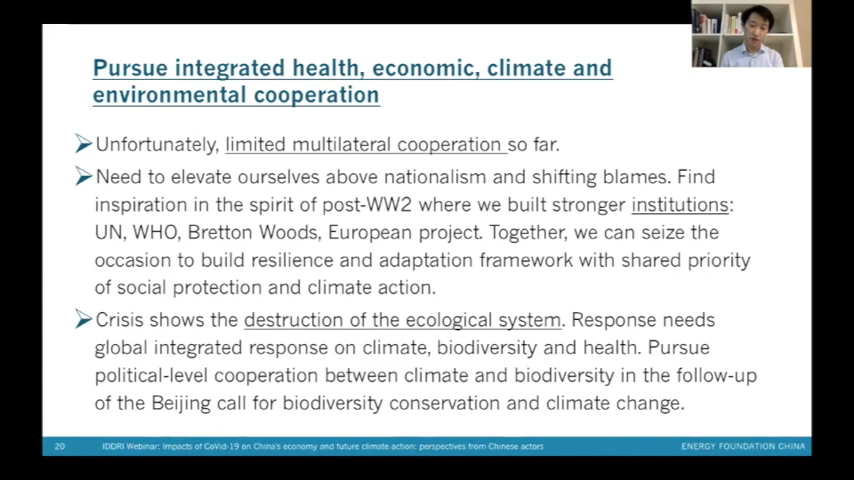 Pursue integrated health, economic, climate and
environmental cooperation
Unfortunately, limited multilateral cooperation so far.
Need to elevate ourselves above nationalism and shifting blames. Find
inspiration in the spirit of post-WW2 where we built stronger institutions:
UN, WHO, Bretton Woods, European project. Together, we can seize the
occasion to build resilience and adaptation framework with shared priority
of social protection and climate action.
Crisis shows the destruction of the ecological system. Response needs
global integrated response on climate, biodiversity and health. Pursue
political-level cooperation between climate and biodiversity in the follow-up
of the Beijing call for biodiversity conservation and climate change.
20 IDDRI Webinar: Impacts of CoVid-19 on China's economy and future climate action: perspectives from Chinese actors ENERGY FOUNDATION CHINA